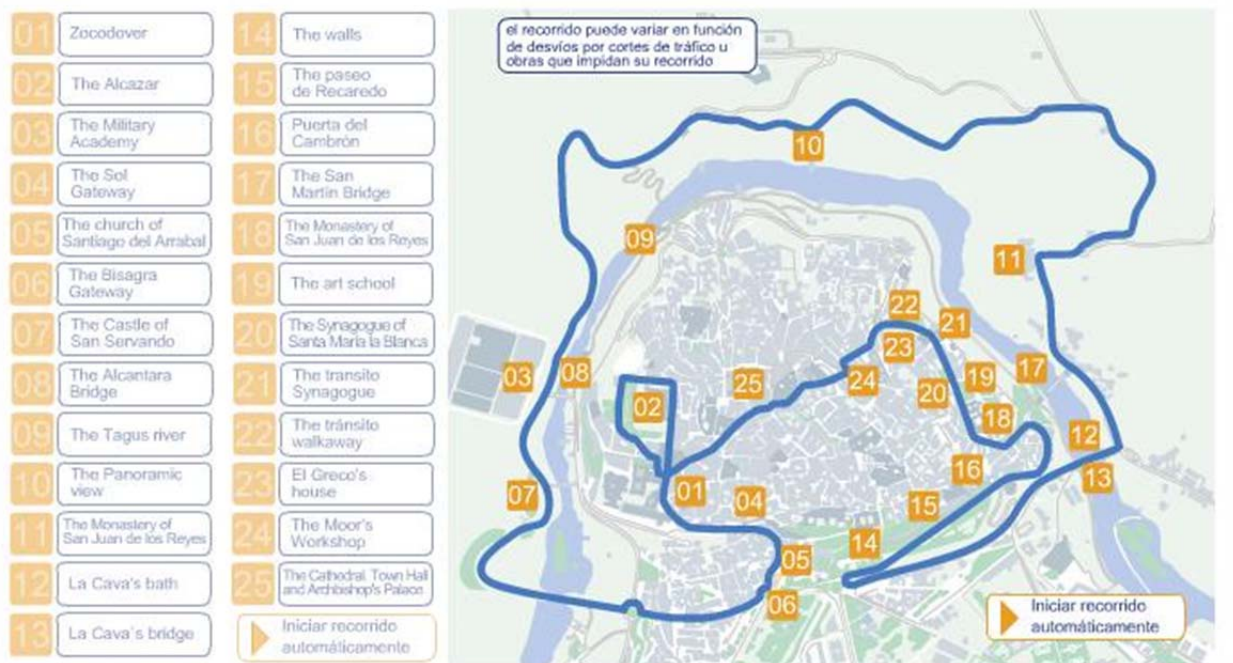 01 Zocodover
02 The Alcazar
03 The Military
Academy
04 The Sol
Gateway
05 The church of
Santiago del Arrabal
06 The Bisagra
Gateway
07 The Castle of
San Servando
08 The Alcantara
Bridge
09 The Tagus river
10 The Panoramic
view
11 The Monastery of
San Juan de los Reyes
12 La Cava's bath
13 La Cava's bridge
14 The walls
15 The paseo
de Recaredo
16 Puerta del
Cambrón
17 The San
Martin Bridge
18 The Monastery of
San Juan de los Reyes
19 The art school
20 The Synagogue of
Santa María la Blanca
21 The transito
Synagogue
22 The tránsito
walkaway
23 El Greco's
house
24 The Moor's
Workshop
25 The Cathedral, Town Hall
and Archbishop's Palace
Iniciar recorrido
automáticamente
el recorrido puede variar en función
de desvíos por cortes de tráfico u
obras que impidan su recorrido
10
09
11
22
21
23
03
08
25
24
19
17
02
20
18
12
07
01
04
16
13
15
14
05
06
Iniciar recorrido
automáticamente